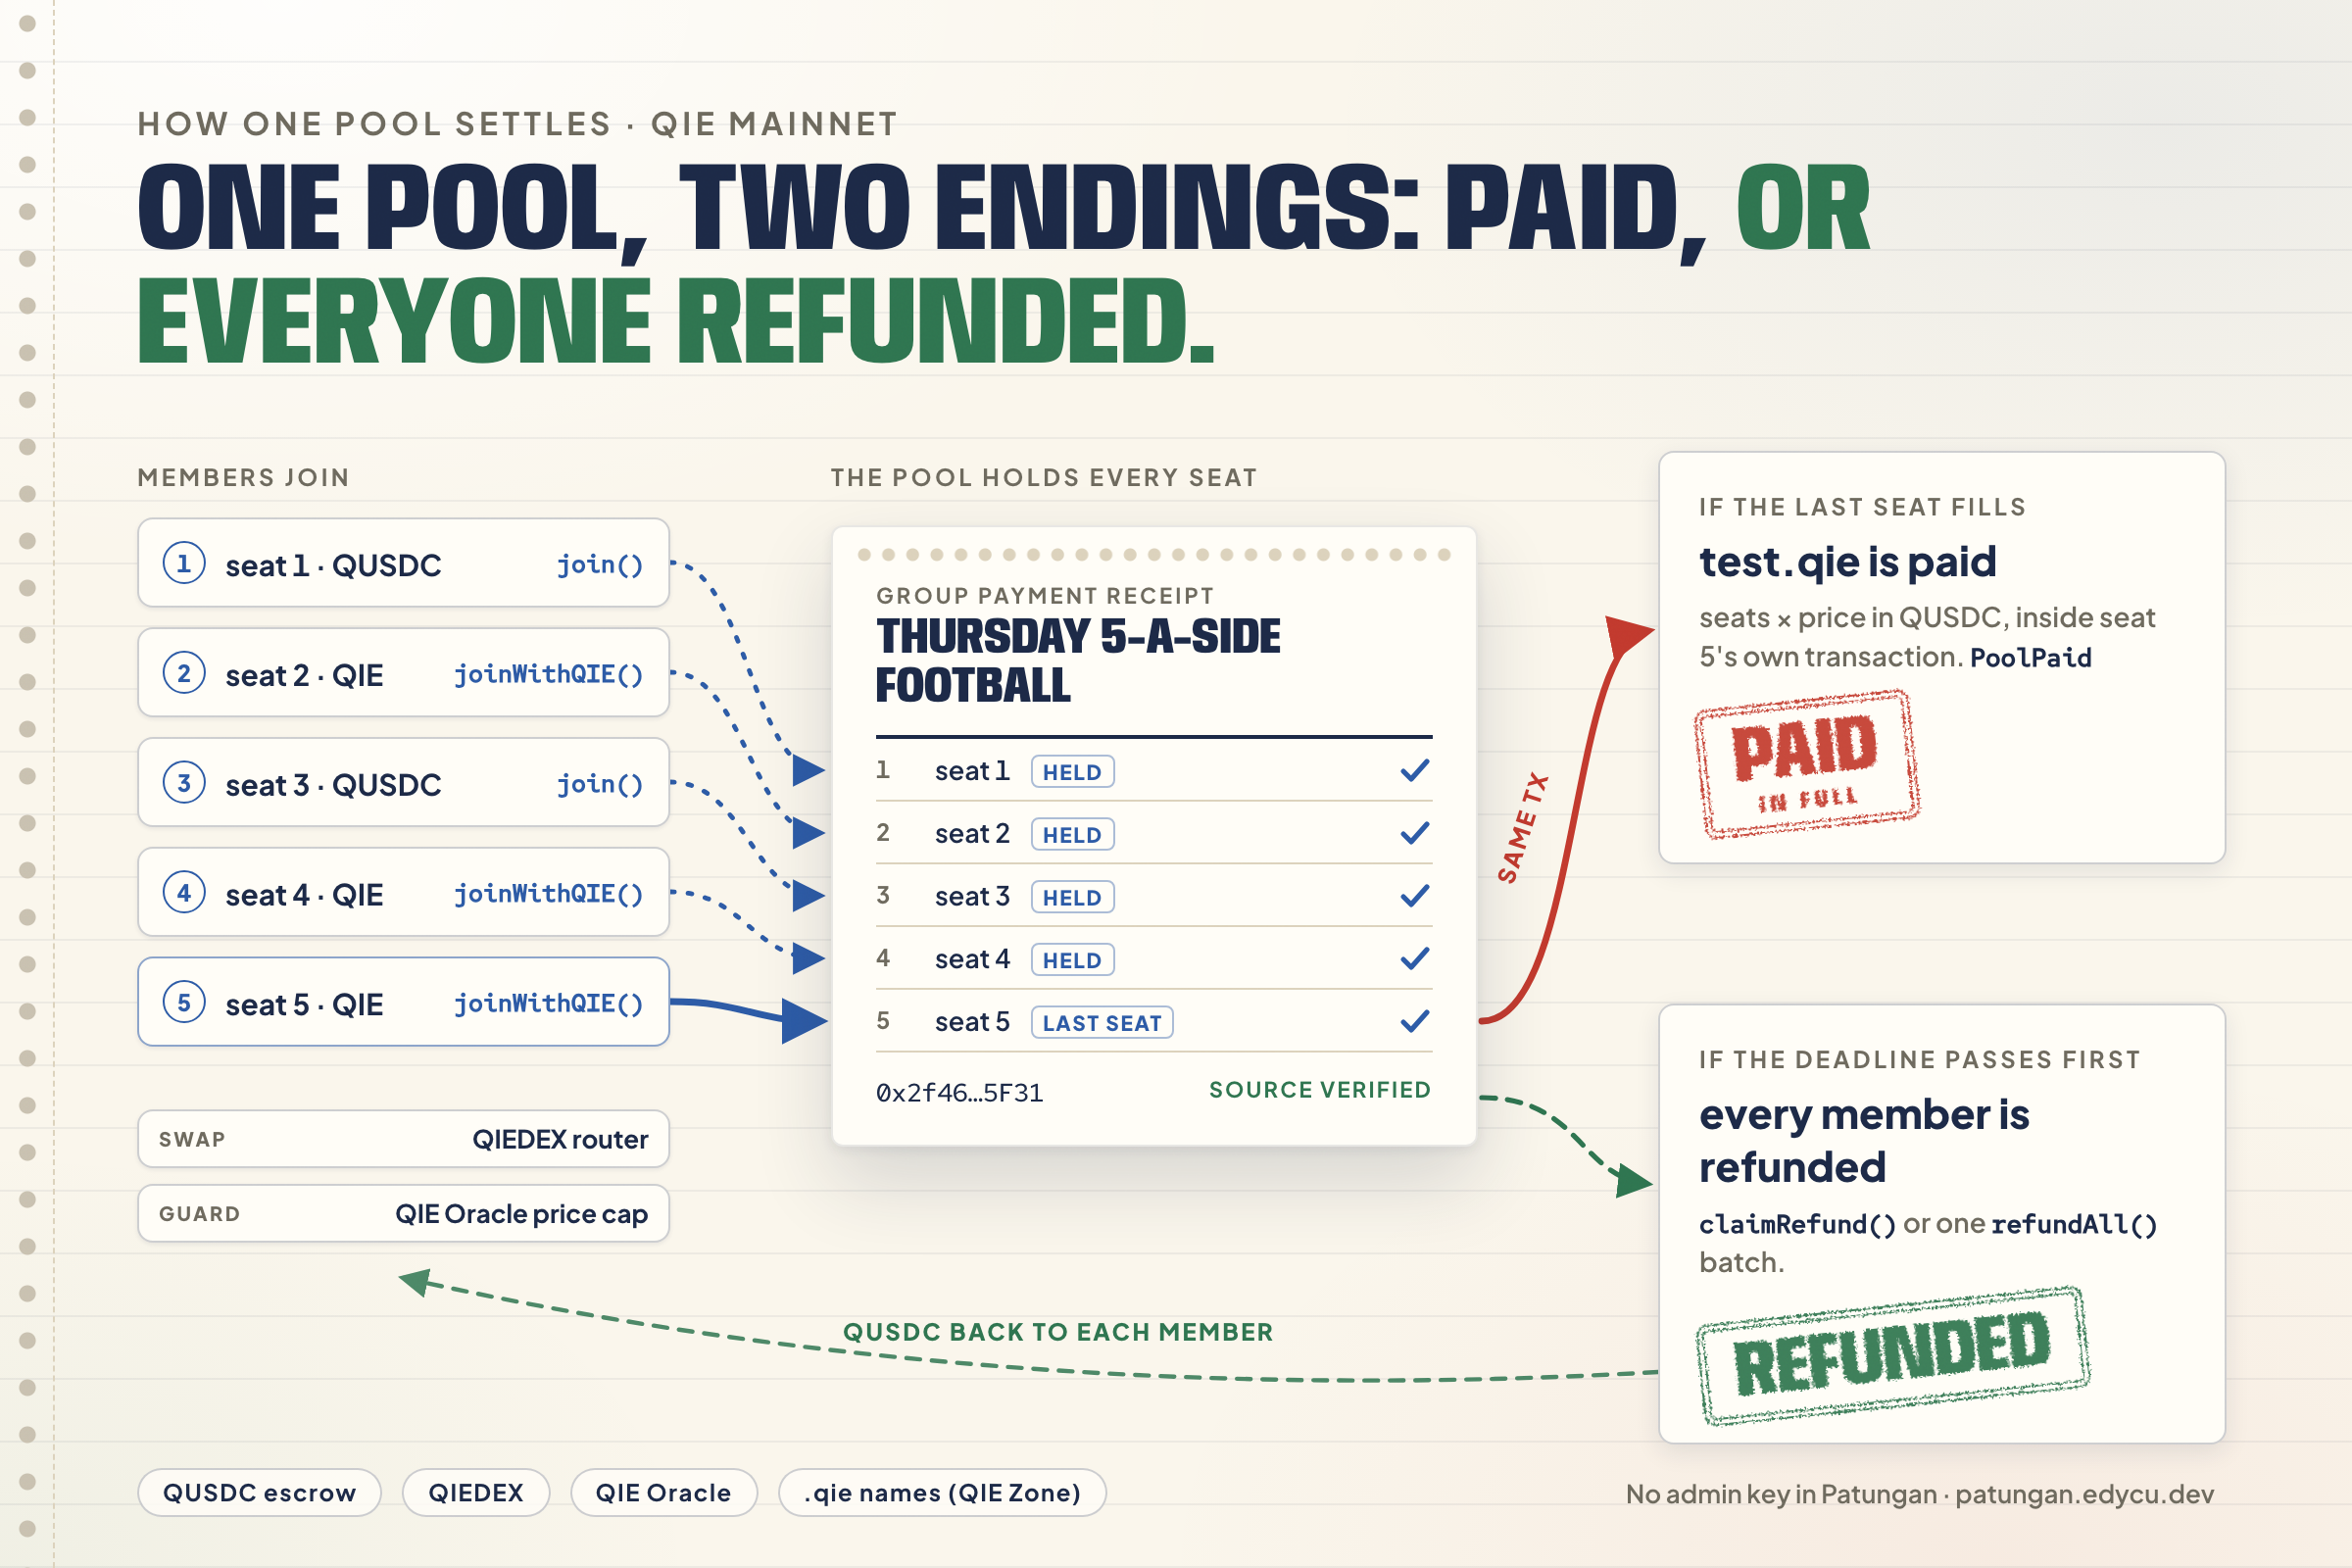 HOW ONE POOL SETTLES · QIE MAINNET
ONE POOL, TWO ENDINGS: PAID, OR
EVERYONE REFUNDED.
MEMBERS JOIN
1 seat 1 · QUSDC join()
2 seat 2 · QIE joinWithQIE()
3 seat 3 · QUSDC join()
4 seat 4 · QIE joinWithQIE()
5 seat 5 · QIE joinWithQIE()
SWAP QIEDEX router
GUARD QIE Oracle price cap
THE POOL HOLDS EVERY SEAT
GROUP PAYMENT RECEIPT
THURSDAY 5-A-SIDE
FOOTBALL
1 seat 1 HELD
2 seat 2 HELD
3 seat 3 HELD
4 seat 4 HELD
5 seat 5 LAST SEAT
0x2f46…5F31 SOURCE VERIFIED
SAME TX
IF THE LAST SEAT FILLS
test.qie is paid
seats × price in QUSDC, inside seat
5's own transaction. PoolPaid
PAID
IN FULL
IF THE DEADLINE PASSES FIRST
every member is
refunded
claimRefund() or one refundAll()
batch.
REFUNDED
QUSDC BACK TO EACH MEMBER
QUSDC escrow
QIEDEX
QIE Oracle
.qie names (QIE Zone)
No admin key in Patungan · patungan.edycu.dev